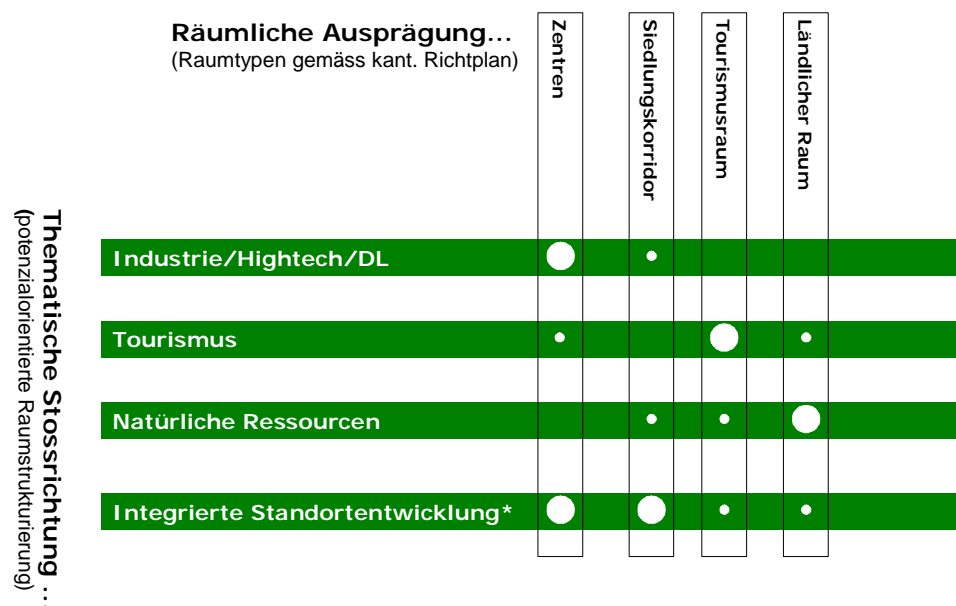 Räumliche Ausprägung...
(Raumtypen gemäss kant. Richtplan)
Zentren
Siedlungskorridor
Tourismusraum
Ländlicher Raum
Thematische Stossrichtung ...
(potenzialorientierte Raumstrukturierung)
Industrie/Hightech/DL
Tourismus
Natürliche Ressourcen
Integrierte Standortentwicklung*